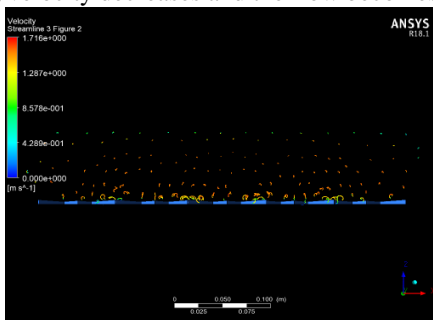 Velocity
Streamline 3 Figure 2
1.716e+000
1.287e+000
8.578e-001
4.289e-001
0.000e+000
[m s^-1]
ANSYS
R18.1
0 0.050 0.100 (m)
0.025 0.075